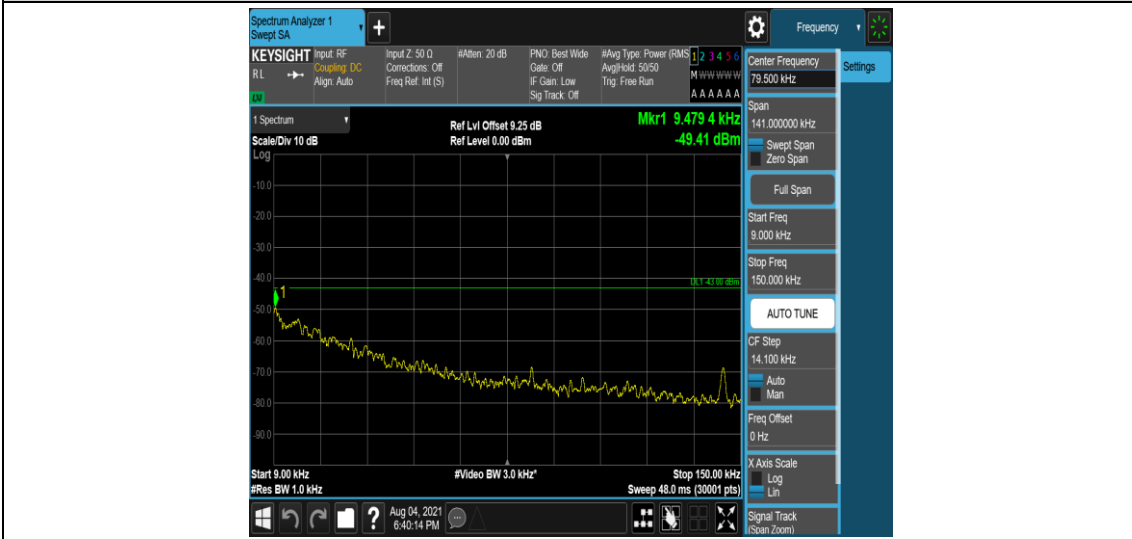 Spectrum Analyzer 1
Swept SA
+
Frequency
KEYSIGHT
Input: RF
Input Z: 50 Ω
#Atten: 20 dB
PNO: Best Wide
#Avg Type: Power (RMS
1 2 3 4 5 6
R L
Coupling: DC
Corrections: Off
Gate: Off
Avg|Hold: 50/50
M W W W W W
Align: Auto
Freq Ref: Int (S)
IF Gain: Low
Trig: Free Run
Sig Track: Off
A A A A A A
1 Spectrum
Ref Lvl Offset 9.25 dB
Mkr1 9.479 4 kHz
Scale/Div 10 dB
Ref Level 0.00 dBm
-49.41 dBm
Log
-10.0
-20.0
-30.0
-40.0
DL1 -43.00 dBm
1
-50.0
-60.0
-70.0
-80.0
-90.0
Start 9.00 kHz
#Video BW 3.0 kHz*
Stop 150.00 kHz
#Res BW 1.0 kHz
Sweep 48.0 ms (30001 pts)
?
Aug 04, 2021
6:40:14 PM
Center Frequency
79.500 kHz
Settings
Span
141.000000 kHz
Swept Span
Zero Span
Full Span
Start Freq
9.000 kHz
Stop Freq
150.000 kHz
AUTO TUNE
CF Step
14.100 kHz
Auto
Man
Freq Offset
0 Hz
X Axis Scale
Log
Lin
Signal Track
(Span Zoom)